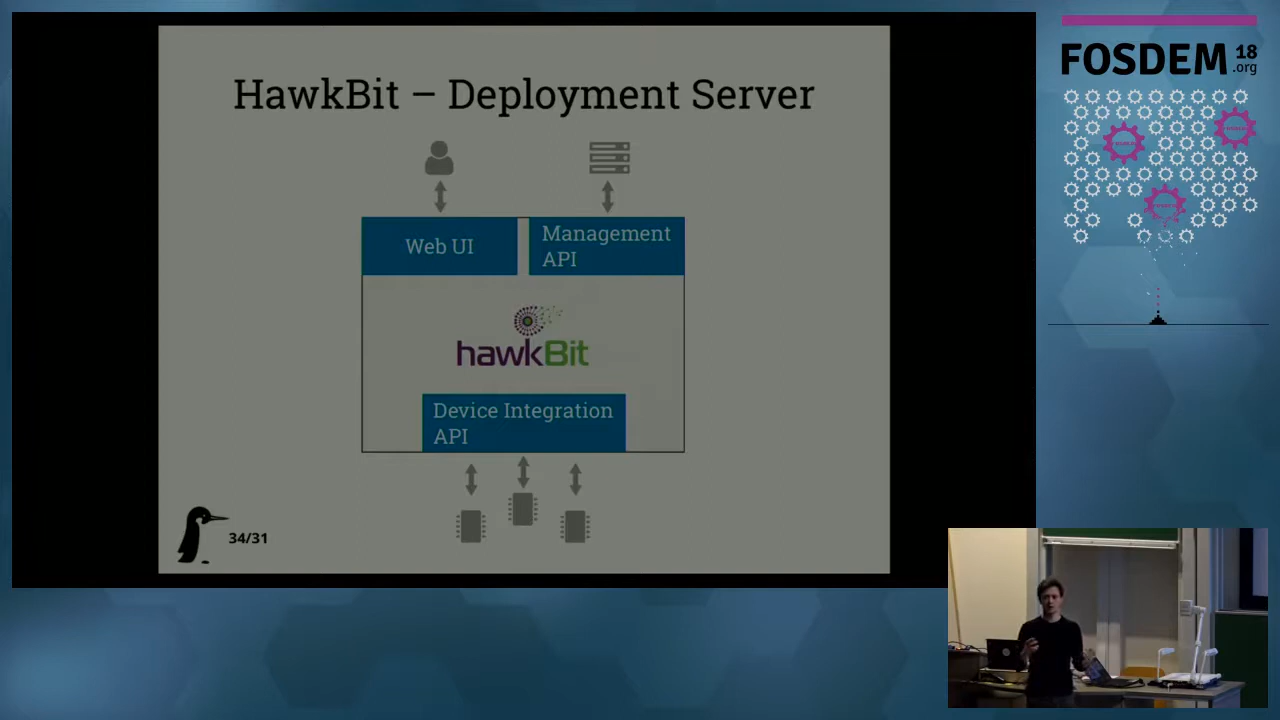 HawkBit – Deployment Server
Web UI
Management
API
hawkBit
Device Integration
API
34/31
FOSDEM 18
.org